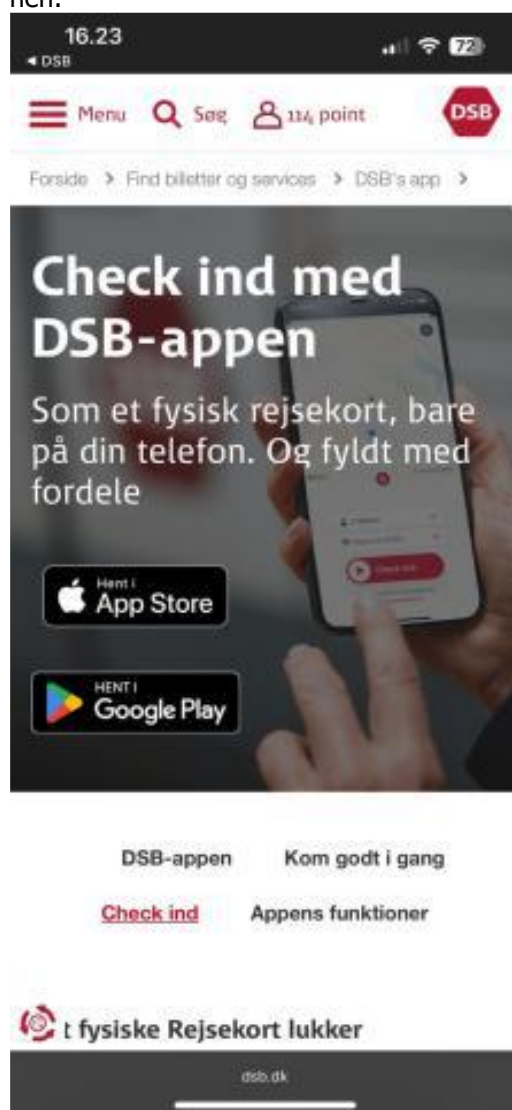 hen.
16.23
◄ DSB
72
Menu Søg 114 point DSB
Forside > Find billetter og services > DSB's app >
Check ind med
DSB-appen
Som et fysisk rejsekort, bare
på din telefon. Og fyldt med
fordele
Hent i
App Store
HENT I
Google Play
DSB-appen Kom godt i gang
Check ind Appens funktioner
t fysiske Rejsekort lukker
dsb.dk